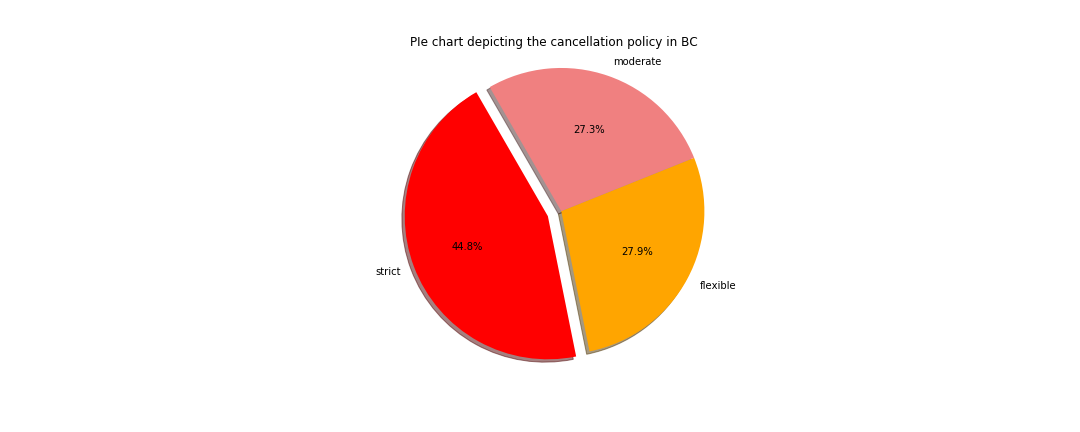 PIe chart depicting the cancellation policy in BC
moderate
27.3%
44.8%
27.9%
strict
flexible